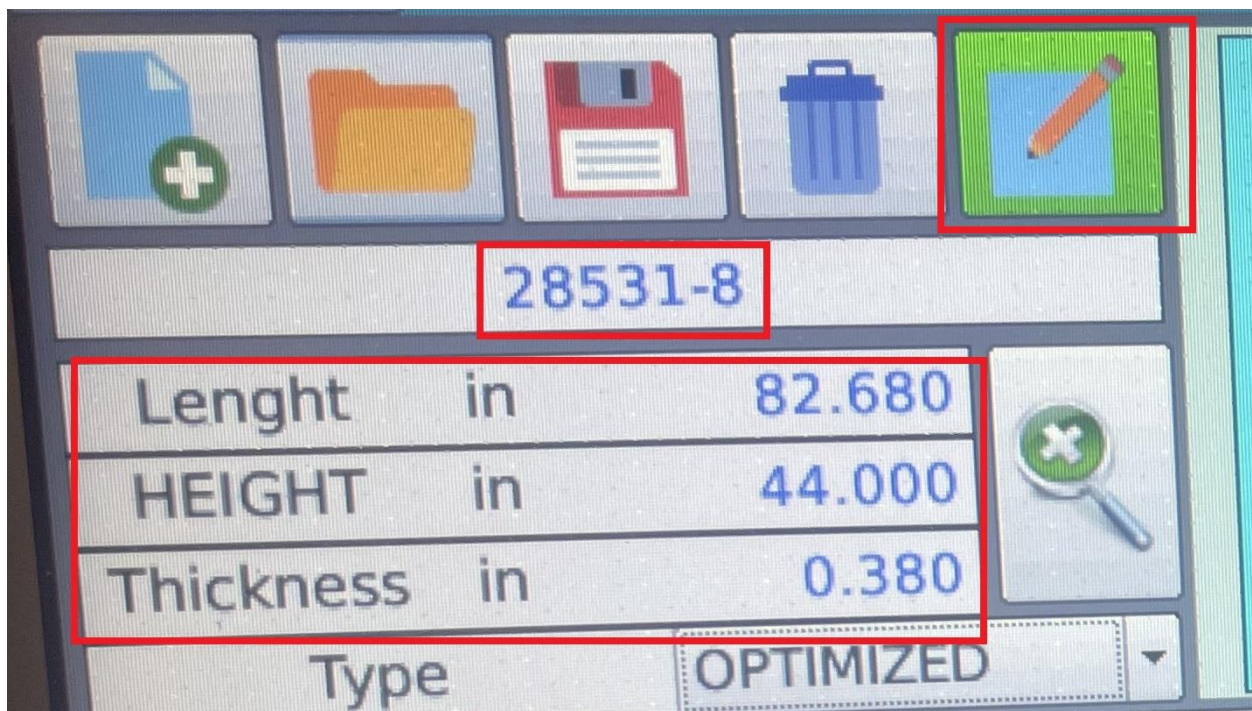 28531-8
Lenght in 82.680
HEIGHT in 44.000
Thickness in 0.380
Type OPTIMIZED